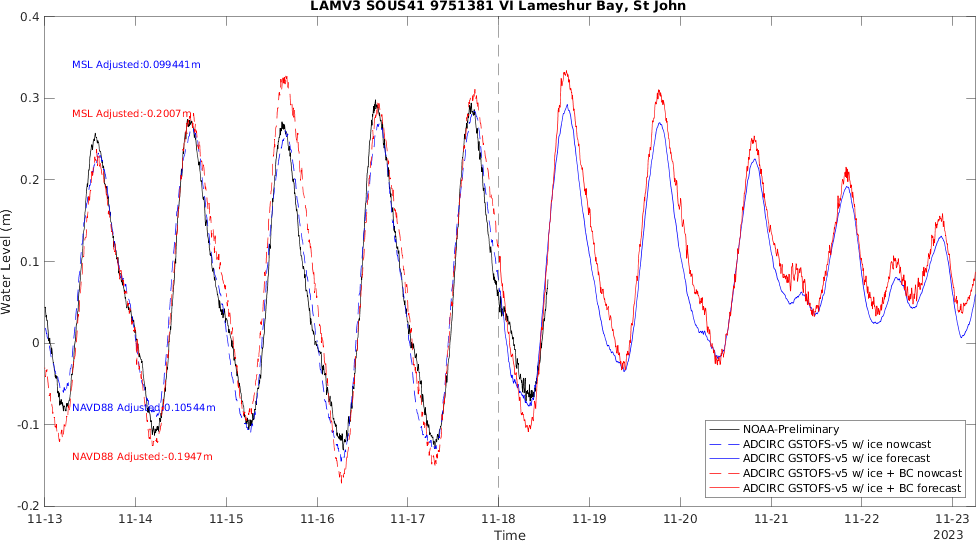 LAMV3 SOUS41 9751381 VI Lameshur Bay, St John
0.4
MSL Adjusted:0.099441m
0.3
MSL Adjusted:-0.2007m
0.2
Water Level (m)
0.1
0
NAVD88 Adjusted:0.10544m
-0.1
NAVD88 Adjusted:-0.1947m
-0.2
NOAA-Preliminary
ADCIRC GSTOFS-v5 w/ ice nowcast
ADCIRC GSTOFS-v5 w/ ice forecast
ADCIRC GSTOFS-v5 w/ ice + BC nowcast
ADCIRC GSTOFS-v5 w/ ice + BC forecast
11-13 11-14 11-15 11-16 11-17 11-18 11-19 11-20 11-21 11-22 11-23
Time
2023